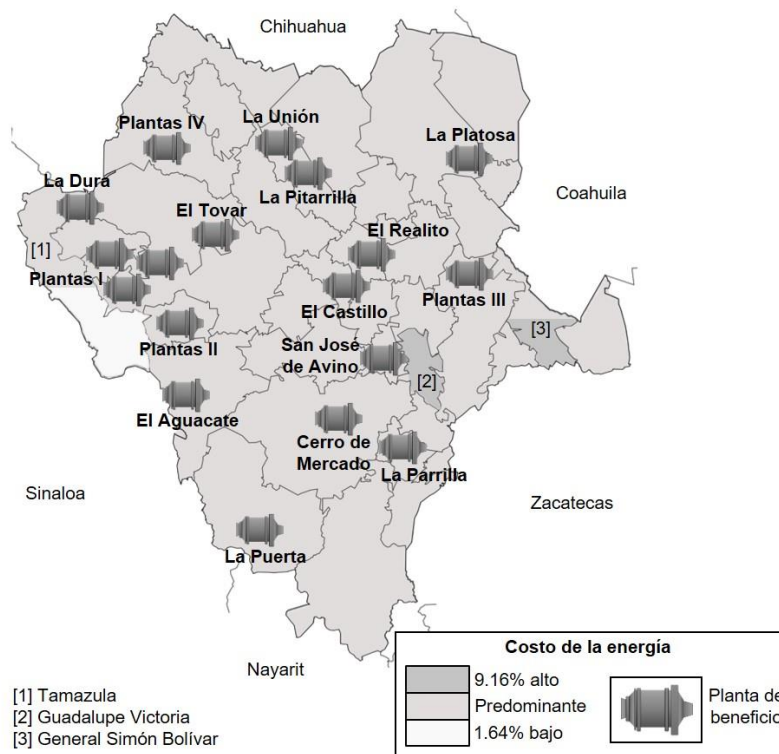 Chihuahua
Plantas IV
La Unión
La Platosa
La Pitarrilla
La Dura
Coahuila
El Tovar
El Realito
[1]
Plantas I
Plantas III
El Castillo
[3]
Plantas II
San José
de Avino
[2]
El Aguacate
Cerro de
Mercado
La Parrilla
Sinaloa
Zacatecas
La Puerta
Nayarit
Costo de la energía
9.16% alto
Predominante
1.64% bajo
Planta de
beneficio
[1] Tamazula
[2] Guadalupe Victoria
[3] General Simón Bolívar